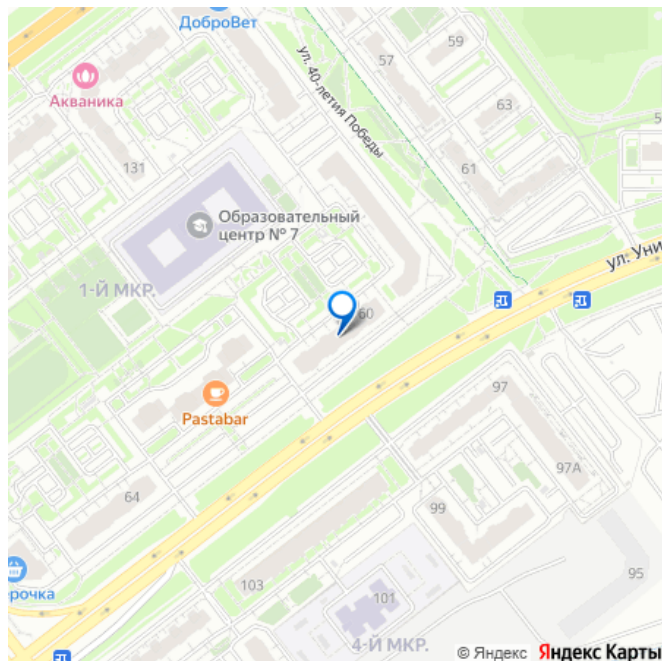 ДоброВет
59
57
Акваника
ул. 40-летия Победы
63
61
131
Образовательный
центр № 7
ул. Уни
1-Й МКР.
60
97
Pastabar
97А
64
99
103
95
рочка
101
4-Й МКР.
© Яндекс Яндекс Карты